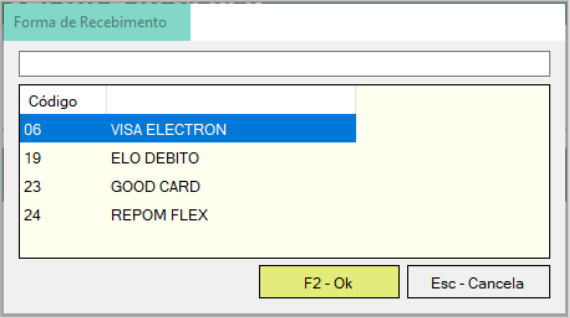 Forma de Recebimento
Código
06 VISA ELECTRON
19 ELO DEBITO
23 GOOD CARD
24 REPOM FLEX
F2 - Ok Esc - Cancela